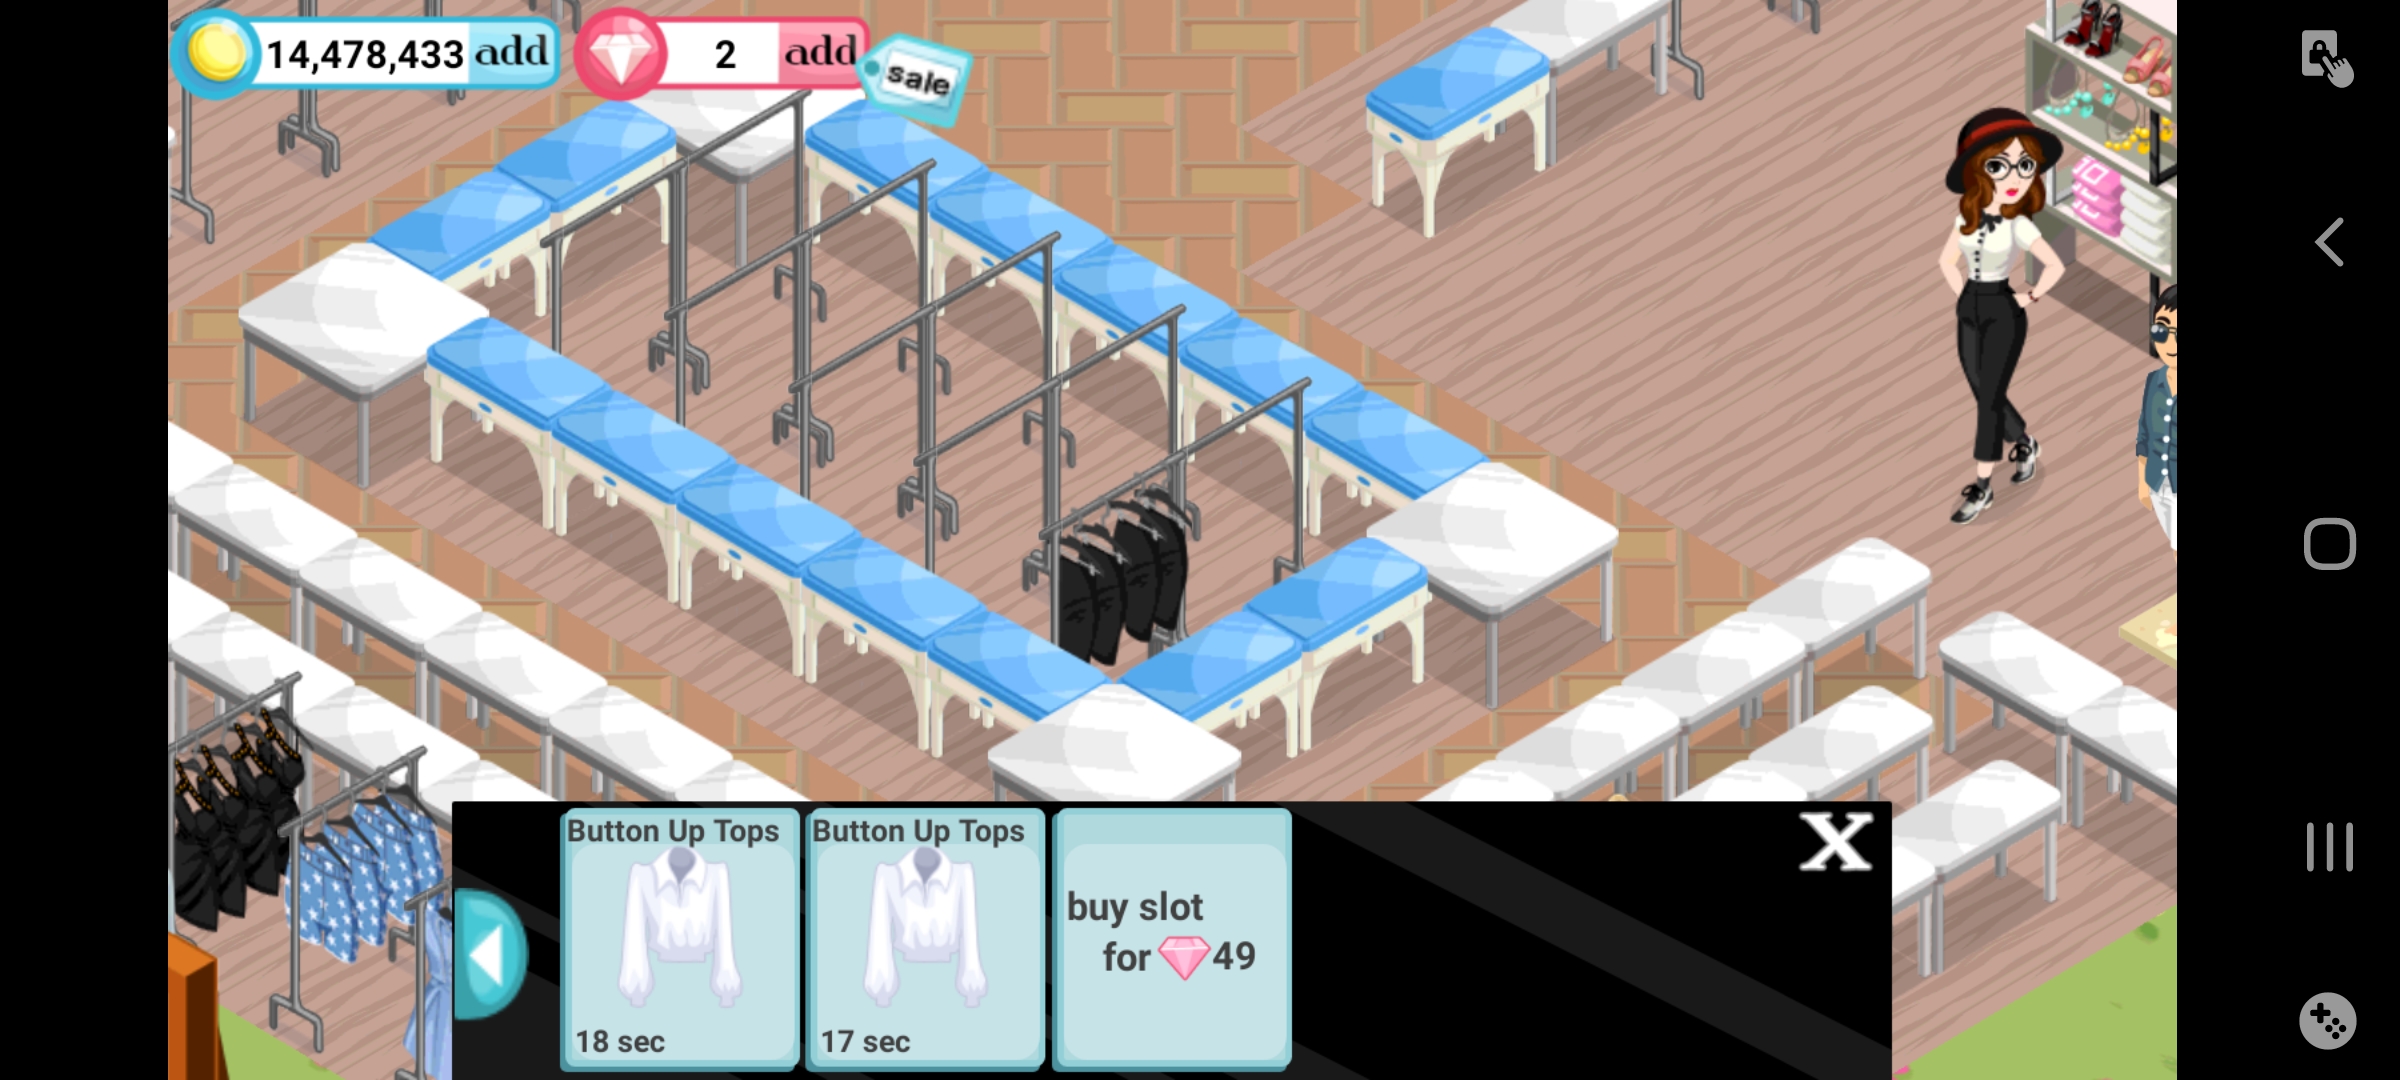 14,478,433 add
2 add
sale
Button Up Tops
18 sec
Button Up Tops
17 sec
buy slot
for 49
X